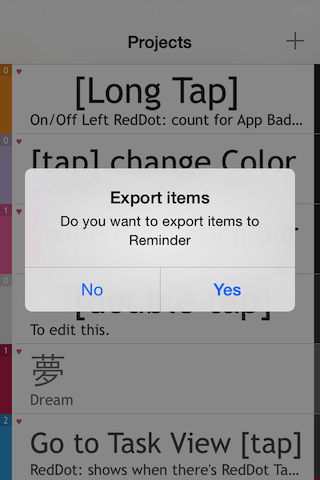 Projects
0
[Long Tap]
On/Off Left RedDot: count for App Bad...
0
[tap] change Color
1
Export items
Do you want to export items to
Reminder
No
Yes
0
[double tap]
To edit this.
1
夢
Dream
2
Go to Task View [tap]
RedDot: shows when there's RedDot Ta...